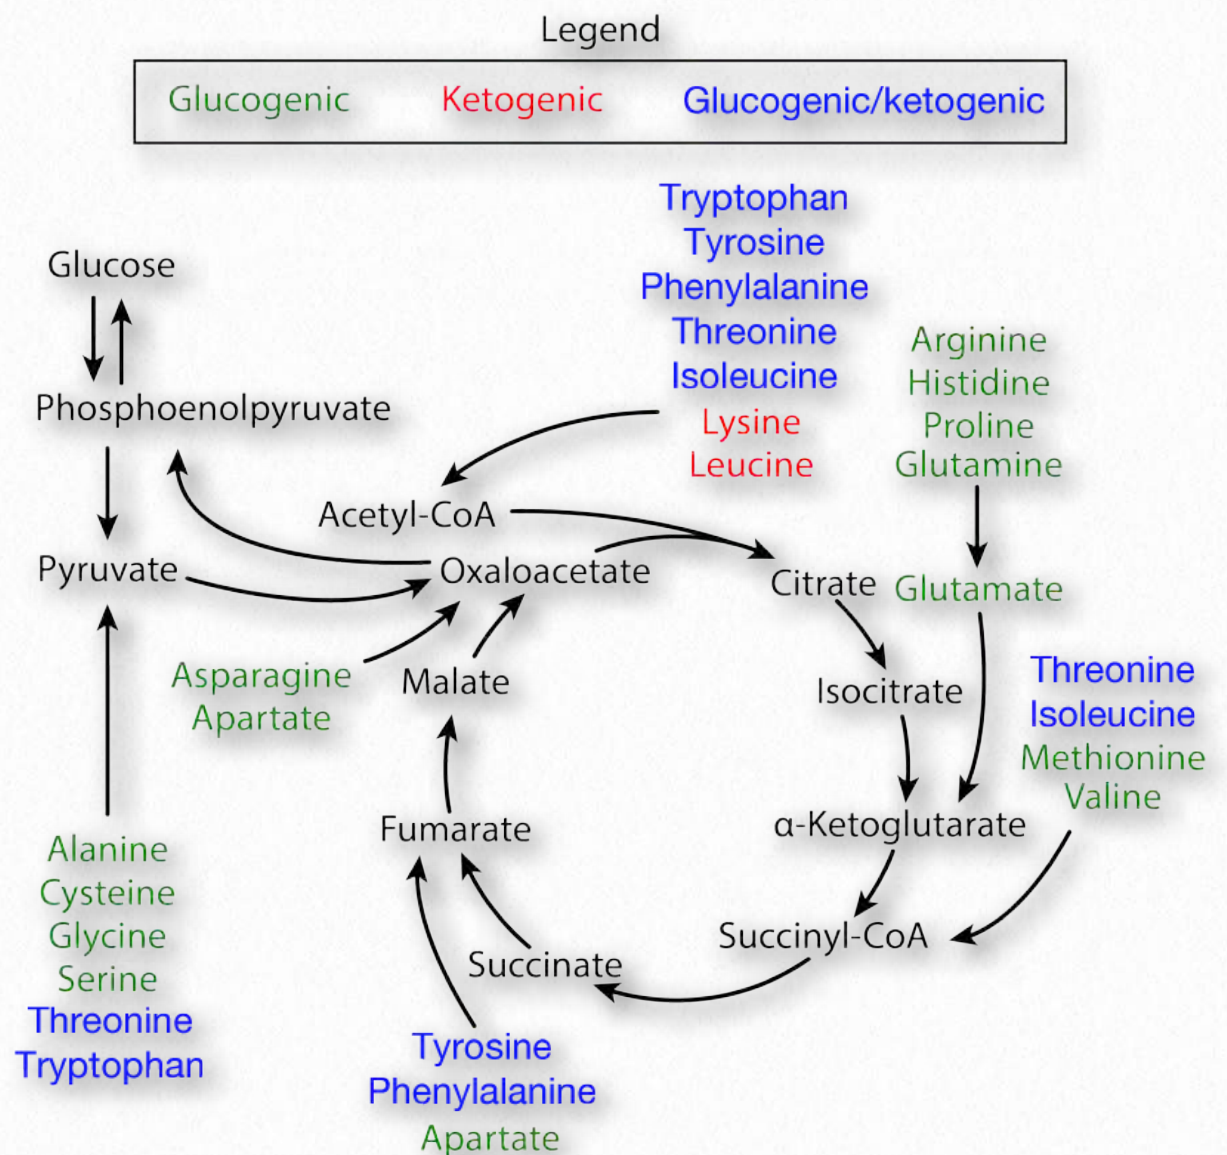 Legend
Glucogenic Ketogenic Glucogenic/ketogenic
Tryptophan
Tyrosine
Phenylalanine
Threonine
Isoleucine
Lysine
Leucine
Glucose
Phosphoenolpyruvate
Pyruvate
Acetyl-CoA
Oxaloacetate
Citrate
Arginine
Histidine
Proline
Glutamine
Glutamate
Isocitrate
Threonine
Isoleucine
Methionine
Valine
α-Ketoglutarate
Succinyl-CoA
Succinate
Fumarate
Malate
Asparagine
Apartate
Alanine
Cysteine
Glycine
Serine
Threonine
Tryptophan
Tyrosine
Phenylalanine
Apartate